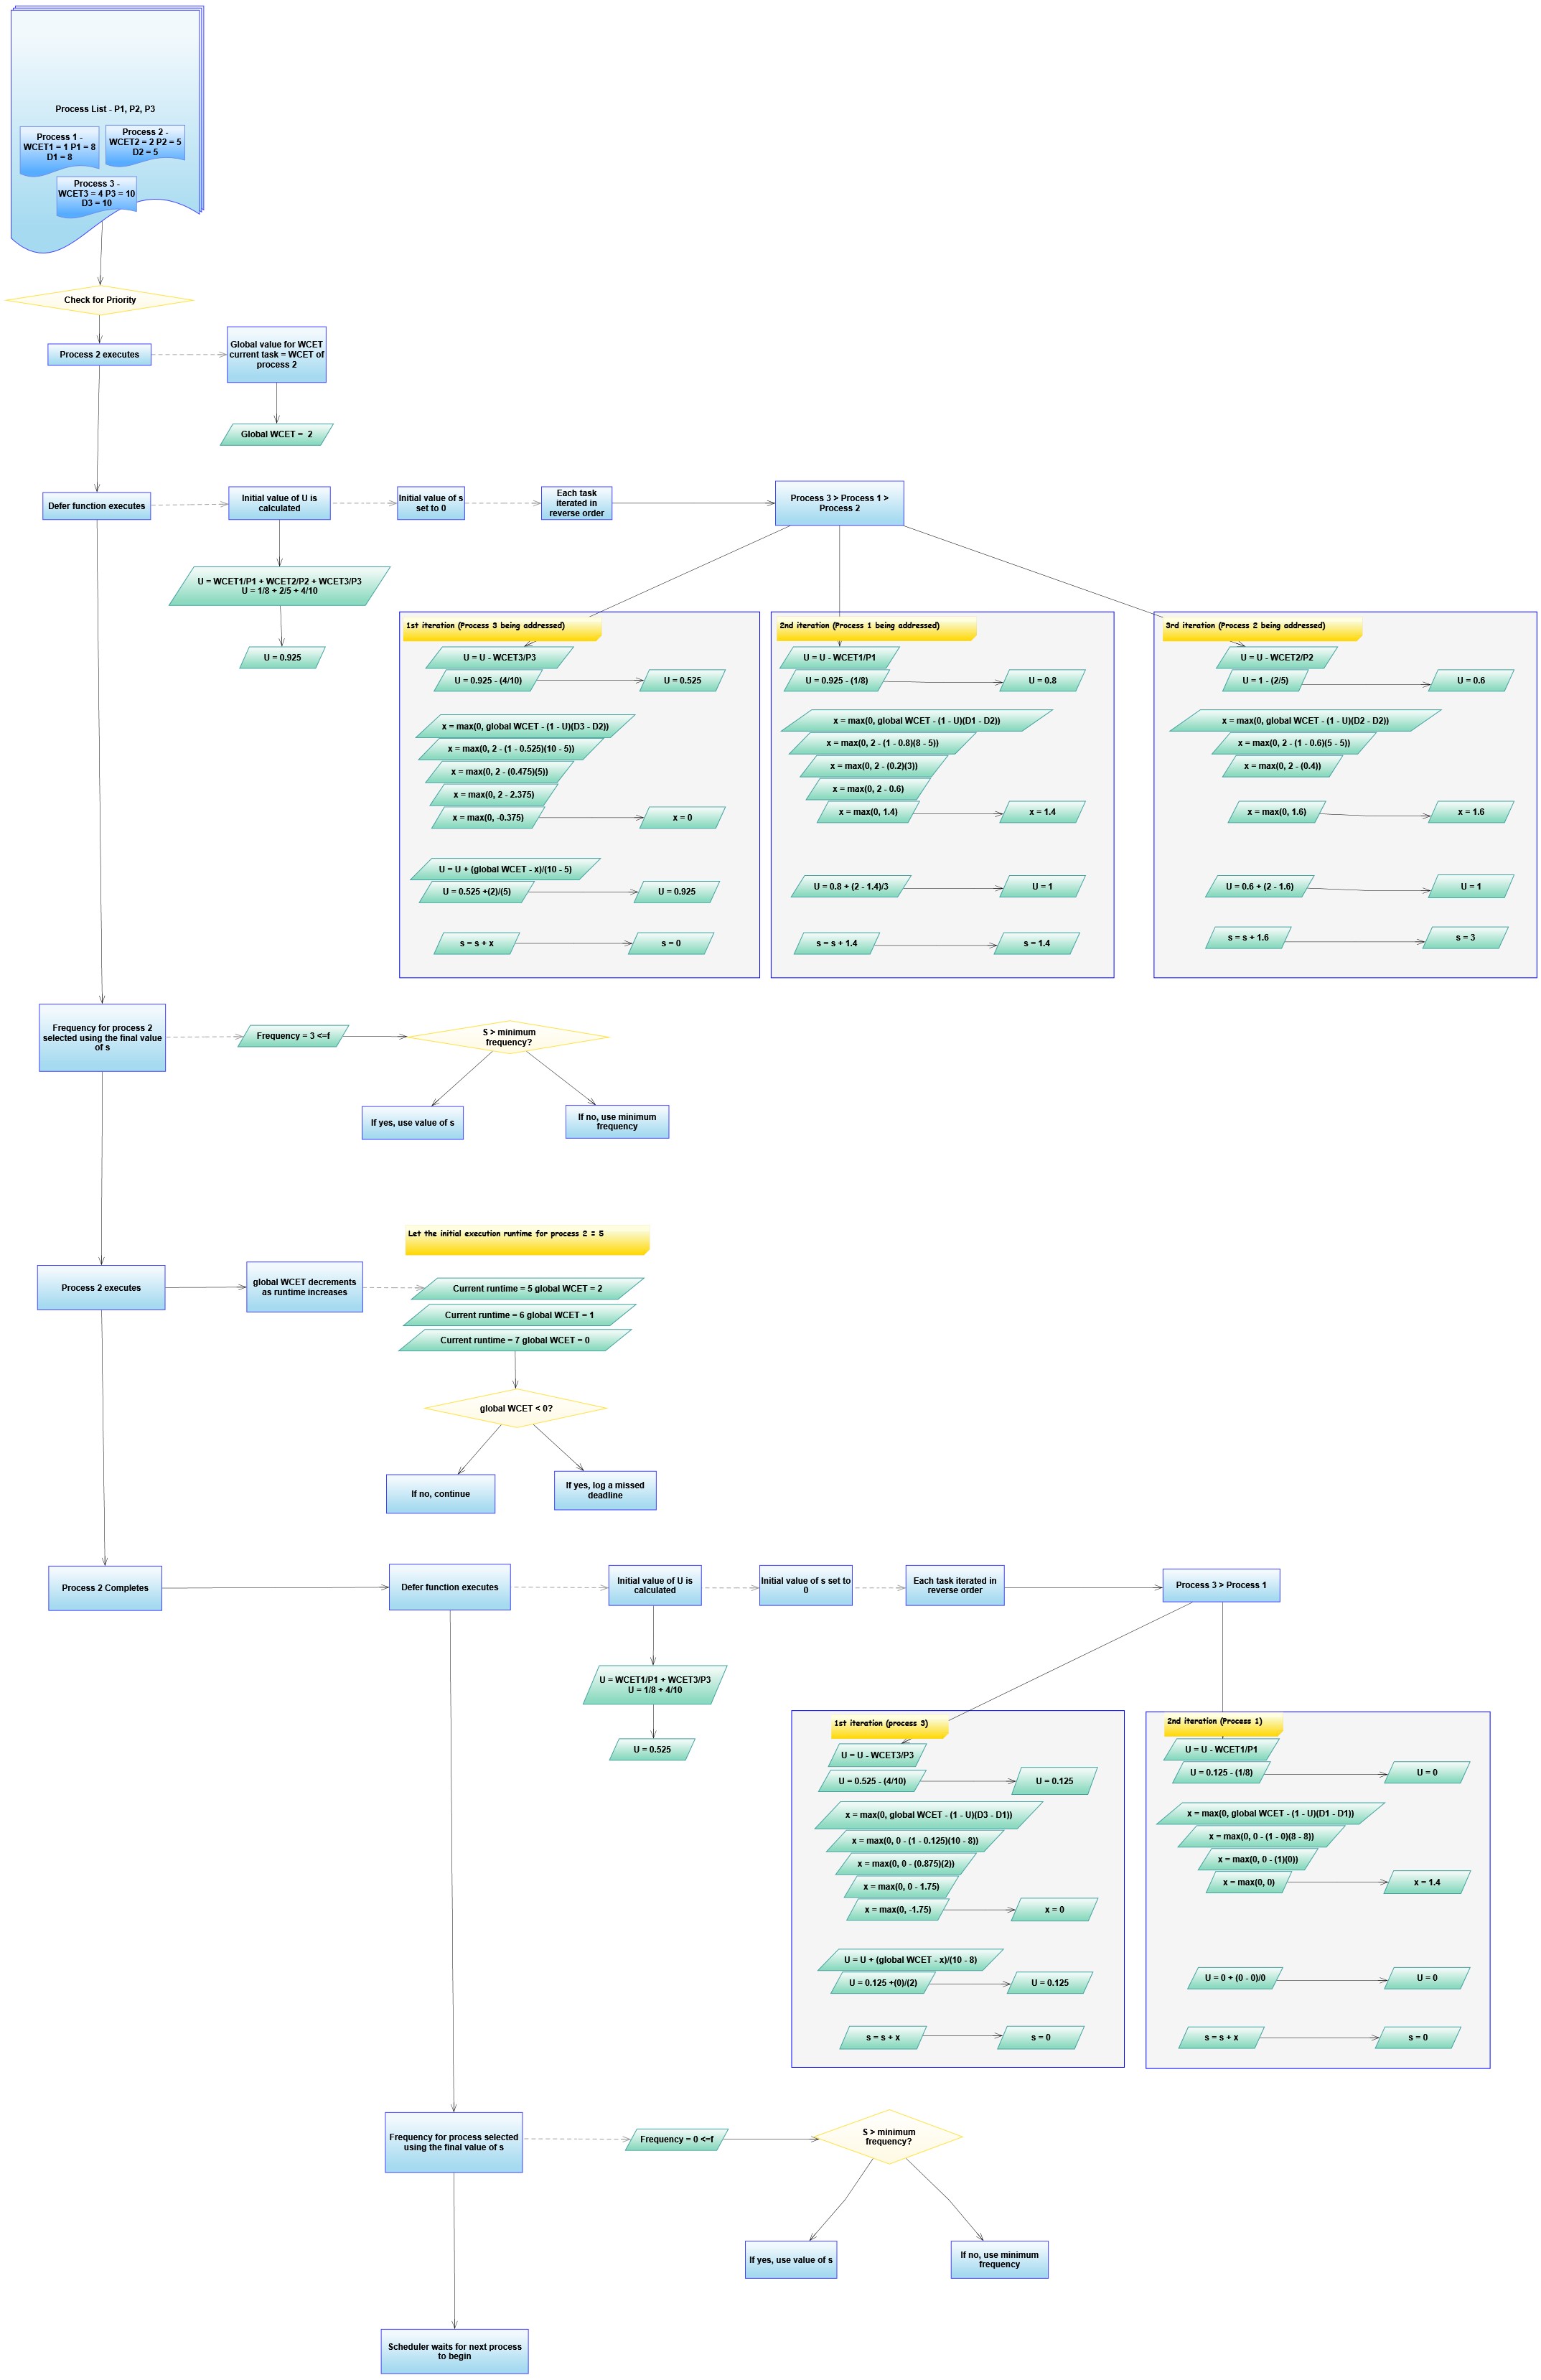 Process List - P1, P2, P3
Process 1 -
WCET1 = 1 P1 = 8
D1 = 8
Process 2 -
WCET2 = 2 P2 = 5
D2 = 5
Process 3 -
WCET3 = 4 P3 = 10
D3 = 10
Check for Priority
Process 2 executes
Global value for WCET
current task = WCET of
process 2
Global WCET = 2
Defer function executes
Initial value of U is
calculated
Initial value of s
set to 0
Each task
iterated in
reverse order
Process 3 > Process 1 >
Process 2
U = WCET1/P1 + WCET2/P2 + WCET3/P3
U = 1/8 + 2/5 + 4/10
U = 0.925
1st iteration (Process 3 being addressed)
U = U - WCET3/P3
U = 0.925 - (4/10)
U = 0.525
x = max(0, global WCET - (1 - U)(D3 - D2))
x = max(0, 2 - (1 - 0.525)(10 - 5))
x = max(0, 2 - (0.475)(5))
x = max(0, 2 - 2.375)
x = max(0, -0.375)
x = 0
U = U + (global WCET - x)/(10 - 5)
U = 0.525 +(2)/(5)
U = 0.925
s = s + x
s = 0
2nd iteration (Process 1 being addressed)
U = U - WCET1/P1
U = 0.925 - (1/8)
U = 0.8
x = max(0, global WCET - (1 - U)(D1 - D2))
x = max(0, 2 - (1 - 0.8)(8 - 5))
x = max(0, 2 - (0.2)(3))
x = max(0, 2 - 0.6)
x = max(0, 1.4)
x = 1.4
U = 0.8 + (2 - 1.4)/3
U = 1
s = s + 1.4
s = 1.4
3rd iteration (Process 2 being addressed)
U = U - WCET2/P2
U = 1 - (2/5)
U = 0.6
x = max(0, global WCET - (1 - U)(D2 - D2))
x = max(0, 2 - (1 - 0.6)(5 - 5))
x = max(0, 2 - (0.4))
x = max(0, 1.6)
x = 1.6
U = 0.6 + (2 - 1.6)
U = 1
s = s + 1.6
s = 3
Frequency for process 2
selected using the final value
of s
Frequency = 3 <=f
S > minimum
frequency?
If yes, use value of s
If no, use minimum
frequency
Let the initial execution runtime for process 2 = 5
Process 2 executes
global WCET decrements
as runtime increases
Current runtime = 5 global WCET = 2
Current runtime = 6 global WCET = 1
Current runtime = 7 global WCET = 0
global WCET < 0?
If no, continue
If yes, log a missed
deadline
Process 2 Completes
Defer function executes
Initial value of U is
calculated
Initial value of s set to
0
Each task iterated in
reverse order
Process 3 > Process 1
U = WCET1/P1 + WCET3/P3
U = 1/8 + 4/10
U = 0.525
1st iteration (process 3)
U = U - WCET3/P3
U = 0.525 - (4/10)
U = 0.125
x = max(0, global WCET - (1 - U)(D3 - D1))
x = max(0, 0 - (1 - 0.125)(10 - 8))
x = max(0, 0 - (0.875)(2))
x = max(0, 0 - 1.75)
x = max(0, -1.75)
x = 0
U = U + (global WCET - x)/(10 - 8)
U = 0.125 +(0)/(2)
U = 0.125
s = s + x
s = 0
2nd iteration (Process 1)
U = U - WCET1/P1
U = 0.125 - (1/8)
U = 0
x = max(0, global WCET - (1 - U)(D1 - D1))
x = max(0, 0 - (1 - 0)(8 - 8))
x = max(0, 0 - (1)(0))
x = max(0, 0)
x = 1.4
U = 0 + (0 - 0)/0
U = 0
s = s + x
s = 0
Frequency for process selected
using the final value of s
Frequency = 0 <=f
S > minimum
frequency?
If yes, use value of s
If no, use minimum
frequency
Scheduler waits for next process
to begin